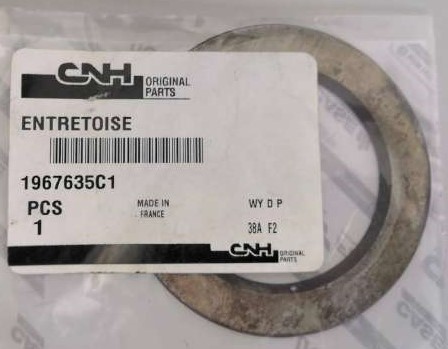 CNH ORIGINAL
PARTS
ENTRETOISE
1967635C1
PCS MADE IN WY D P
1 FRANCE 38A F2
CNH ORIGINAL
PARTS